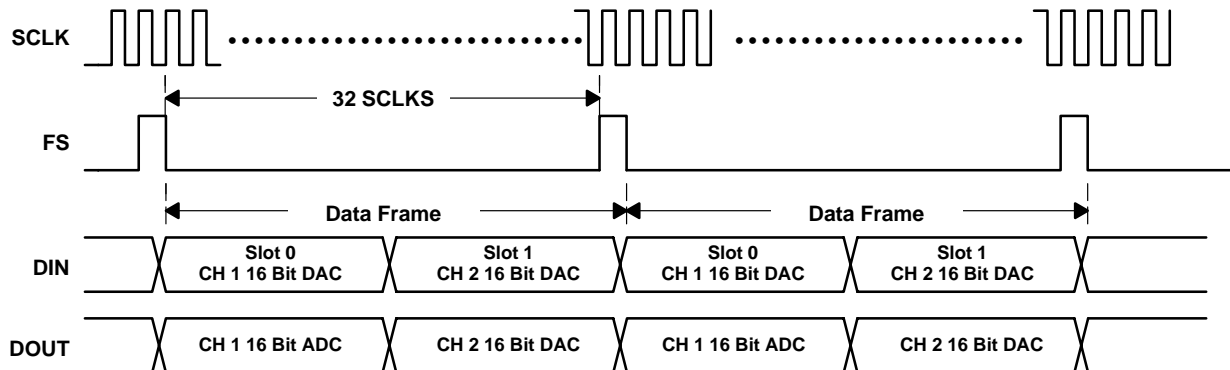 SCLK
32 SCLKS
FS
Data Frame
Data Frame
DIN
Slot 0
CH 1 16 Bit DAC
Slot 1
CH 2 16 Bit DAC
Slot 0
CH 1 16 Bit DAC
Slot 1
CH 2 16 Bit DAC
DOUT
CH 1 16 Bit ADC
CH 2 16 Bit DAC
CH 1 16 Bit ADC
CH 2 16 Bit DAC